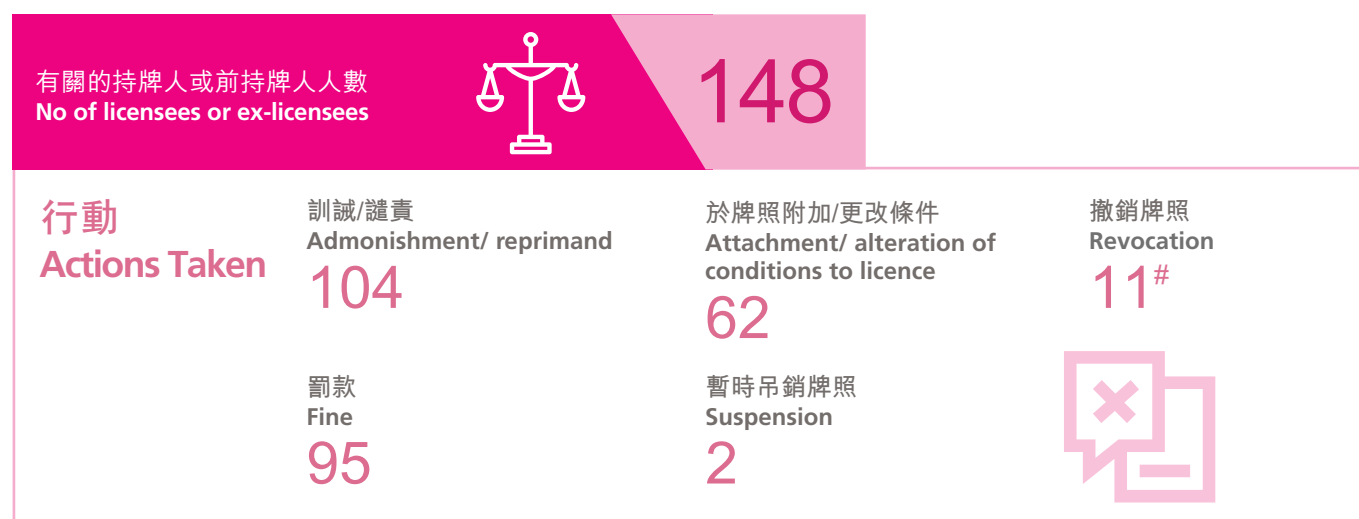 有關的持牌人或前持牌人人數
No of licensees or ex-licensees
148
行動
Actions Taken
訓誡/譴責
Admonishment/ reprimand
104
於牌照附加/更改條件
Attachment/ alteration of
conditions to licence
62
撤銷牌照
Revocation
11#
罰款
Fine
95
暫時吊銷牌照
Suspension
2